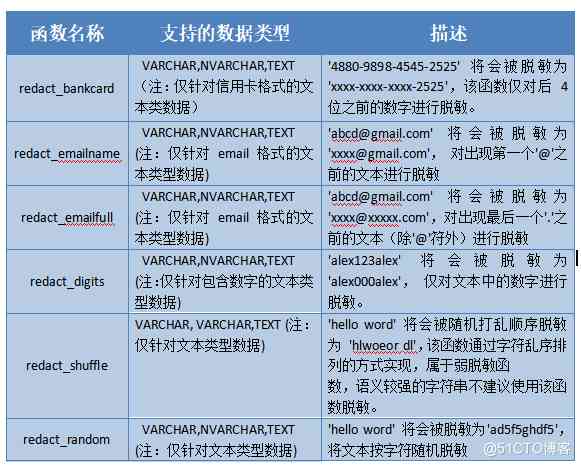 函数名称 支持的数据类型 描述
redact_bankcard
VARCHAR,NVARCHAR,TEXT
（注：仅针对信用卡格式的文
本类数据）
'4880-9898-4545-2525' 将会被脱敏为
'xxxx-xxxx-xxxx-2525'，该函数仅对后 4
位之前的数字进行脱敏。
redact_emailname
VARCHAR,NVARCHAR,TEXT
(注：仅针对 email 格式的文
本类型数据)
'abcd@gmail.com' 将会被脱敏为
'xxxx@gmail.com'， 对出现第一个'@'之
前的文本进行脱敏
redact_emailfull
VARCHAR,NVARCHAR,TEXT
(注：仅针对 email 格式的文
本类型数据)
'abcd@gmail.com' 将会被脱敏为
'xxxx@xxxxx.com'，对出现最后一个'.'之
前的文本（除'@'符外）进行脱敏
redact_digits
VARCHAR,NVARCHAR,TEXT
(注：仅针对包含数字的文本类
型数据)
'alex123alex' 将会被脱敏为
'alex000alex'， 仅对文本中的数字进行
脱敏。
redact_shuffle
VARCHAR, VARCHAR,TEXT (注：
仅针对文本类型数据)
'hello word' 将会被随机打乱顺序脱敏
为 'hlwoeor dl'，该函数通过字符乱序排
列的方式实现，属于弱脱敏函
数，语义较强的字符串不建议使用该函
数脱敏。
redact_random
VARCHAR,NVARCHAR,TEXT
(注：仅针对文本类型数据)
'hello word' 将会被脱敏为'ad5f5ghdf5'，
将文本按字符随机脱敏
@51CTO博客